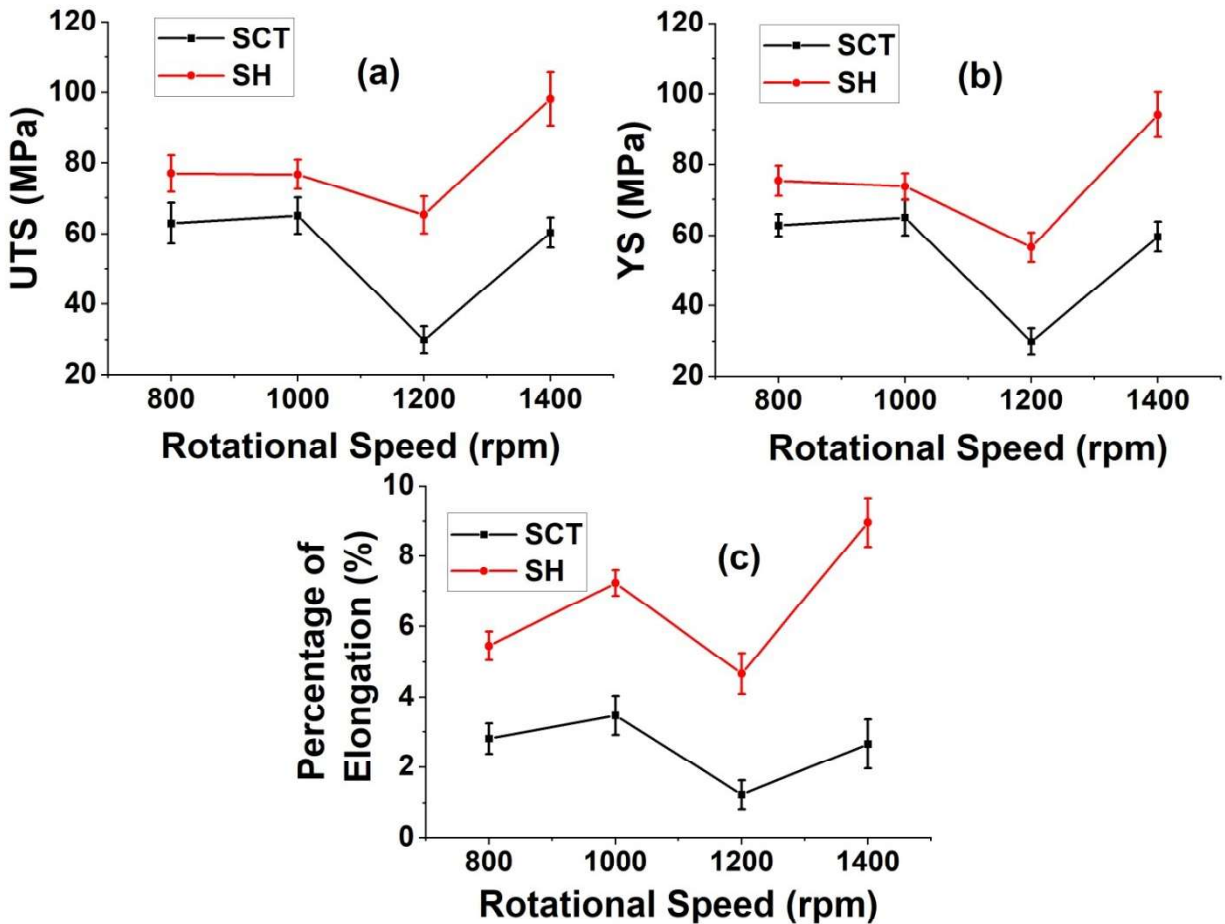 120
100
80
60
40
20
UTS (MPa)
SCT
SH
(a)
800 1000 1200 1400
Rotational Speed (rpm)
120
100
80
60
40
20
YS (MPa)
SCT
SH
(b)
800 1000 1200 1400
Rotational Speed (rpm)
10
8
6
4
2
0
Percentage of
Elongation (%)
SCT
SH
(c)
800 1000 1200 1400
Rotational Speed (rpm)